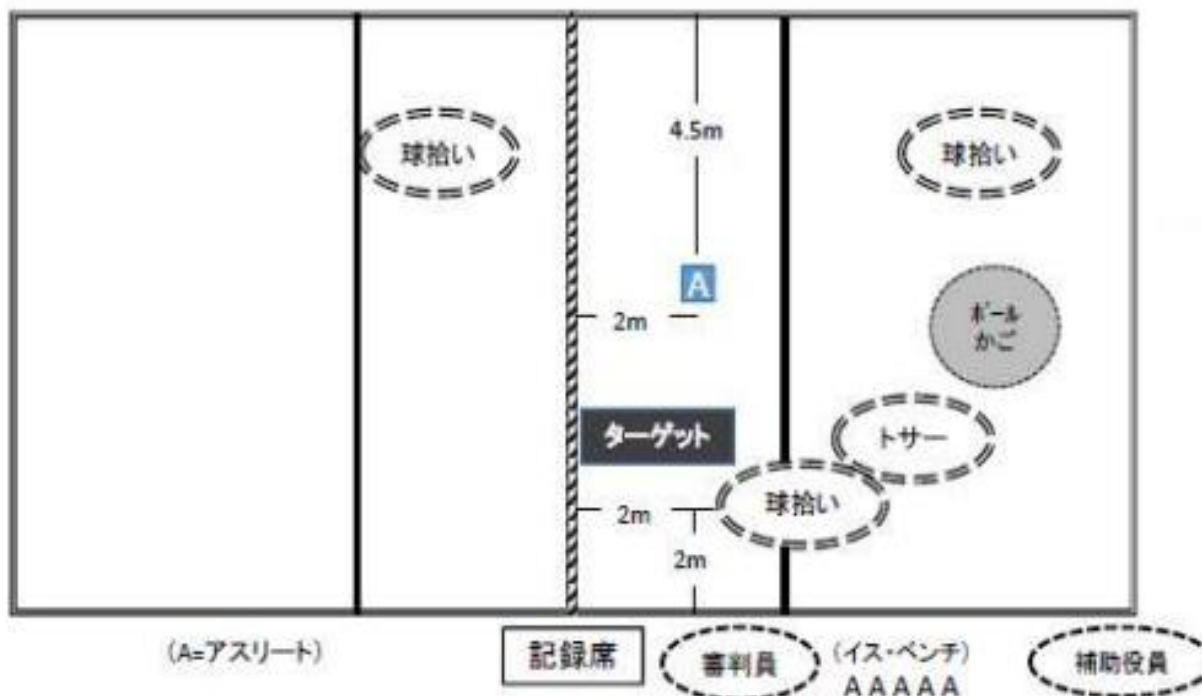 4.5m
球拾い
球拾い
A
ボール
かご
2m
ターゲット
トサー
球拾い
2m
2m
(A=アスリート)
記録席
審判員
(イス・ベンチ)
A A A A A
補助役員